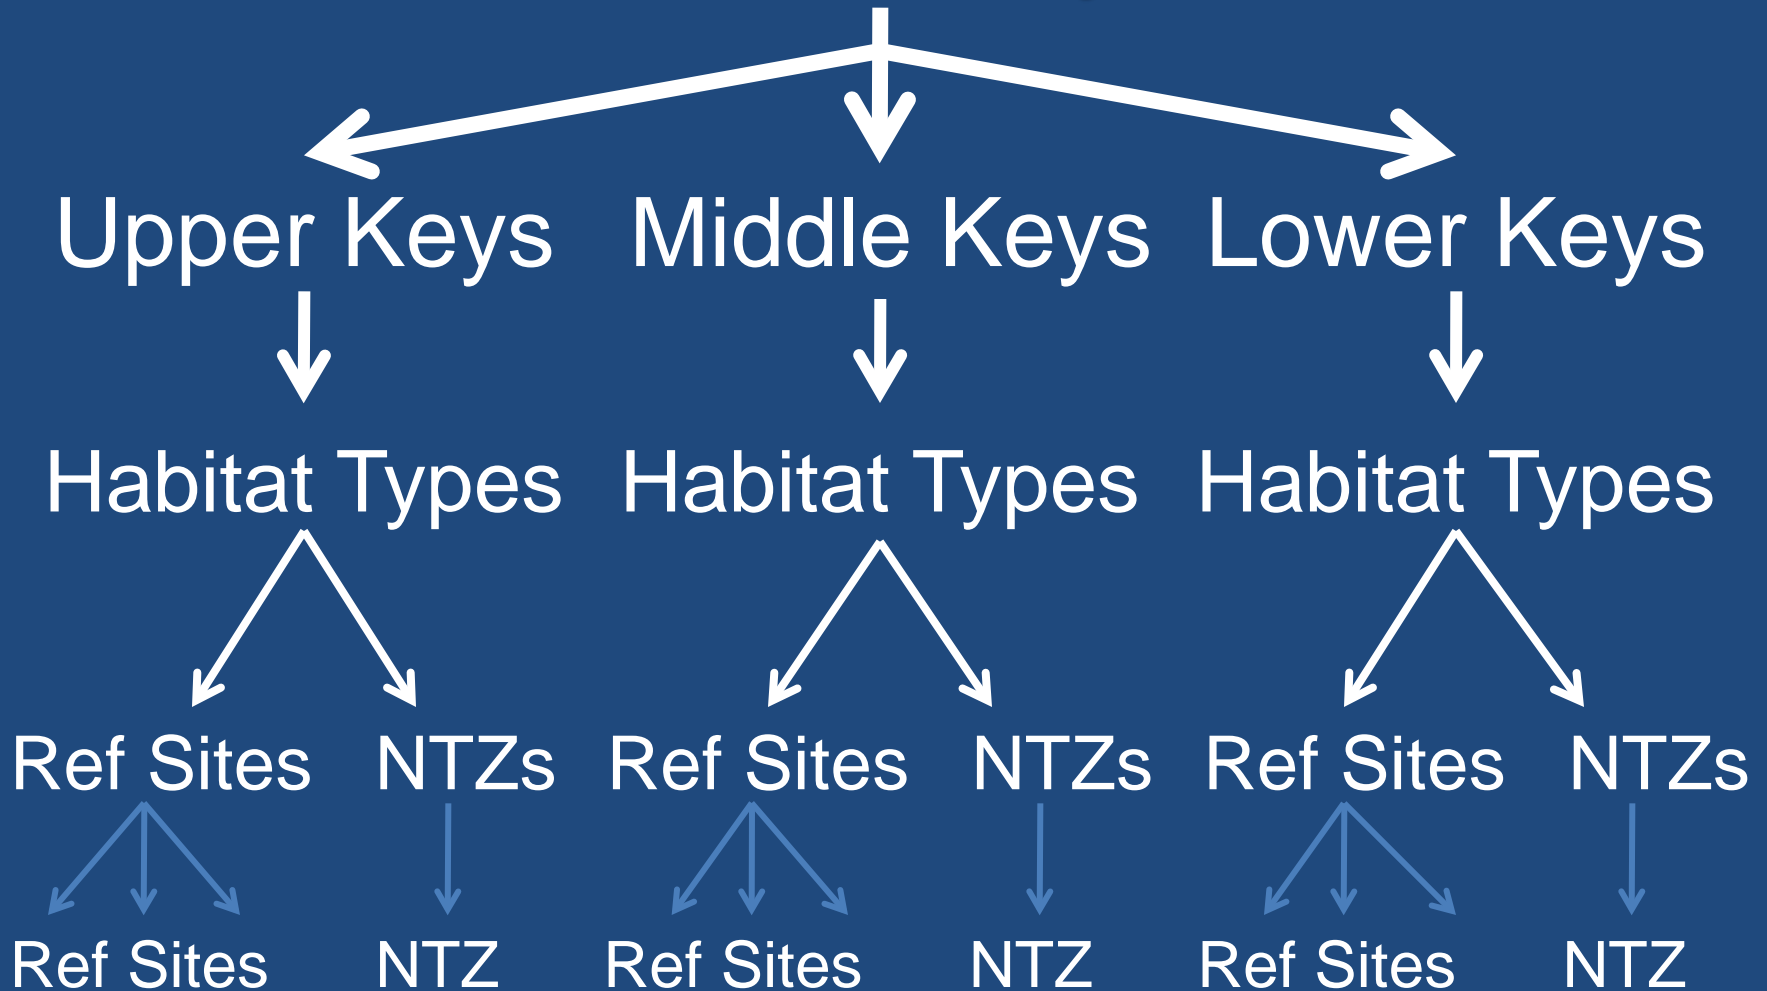 Upper Keys Middle Keys Lower Keys
Habitat Types Habitat Types Habitat Types
Ref Sites NTZs Ref Sites NTZs Ref Sites NTZs
Ref Sites NTZ Ref Sites NTZ Ref Sites NTZ